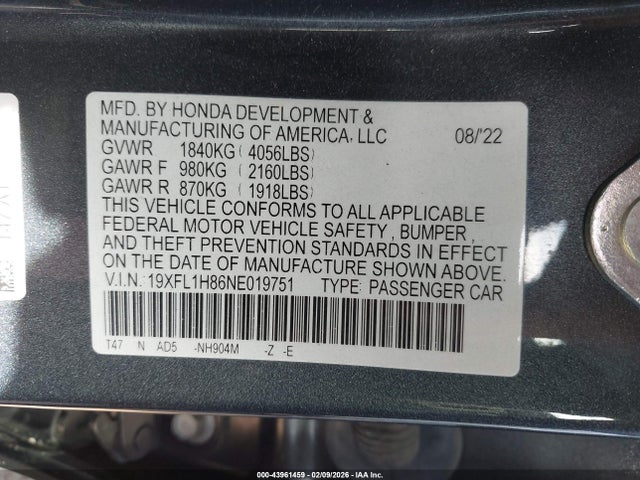 MFD. BY HONDA DEVELOPMENT &
MANUFACTURING OF AMERICA, LLC 08/'22
GVWR 1840KG ( 4056LBS)
GAWR F 980KG ( 2160LBS)
GAWR R 870KG ( 1918LBS)
THIS VEHICLE CONFORMS TO ALL APPLICABLE
FEDERAL MOTOR VEHICLE SAFETY , BUMPER,
AND THEFT PREVENTION STANDARDS IN EFFECT
ON THE DATE OF MANUFACTURE SHOWN ABOVE.
V.I.N.: 19XFL1H86NE019751 TYPE: PASSENGER CAR
T47 N AD5 -NH904M -Z -E
000-43961459 - 02/09/2026 - IAA Inc.